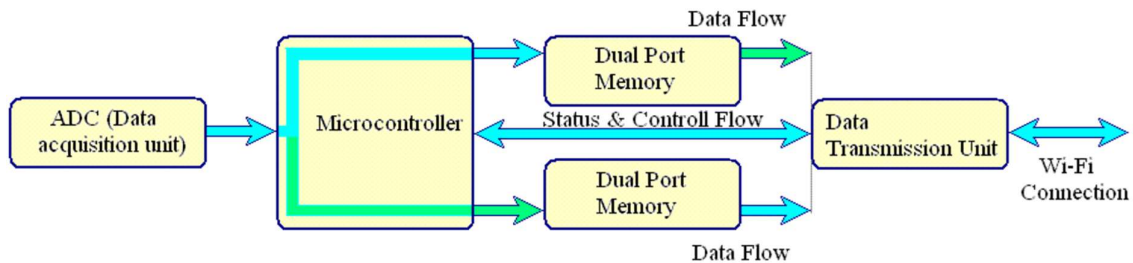 Data Flow
Dual Port
Memory
ADC (Data
acquisition unit)
Microcontroller
Status & Controll Flow
Data
Transmission Unit
Wi-Fi
Connection
Dual Port
Memory
Data Flow